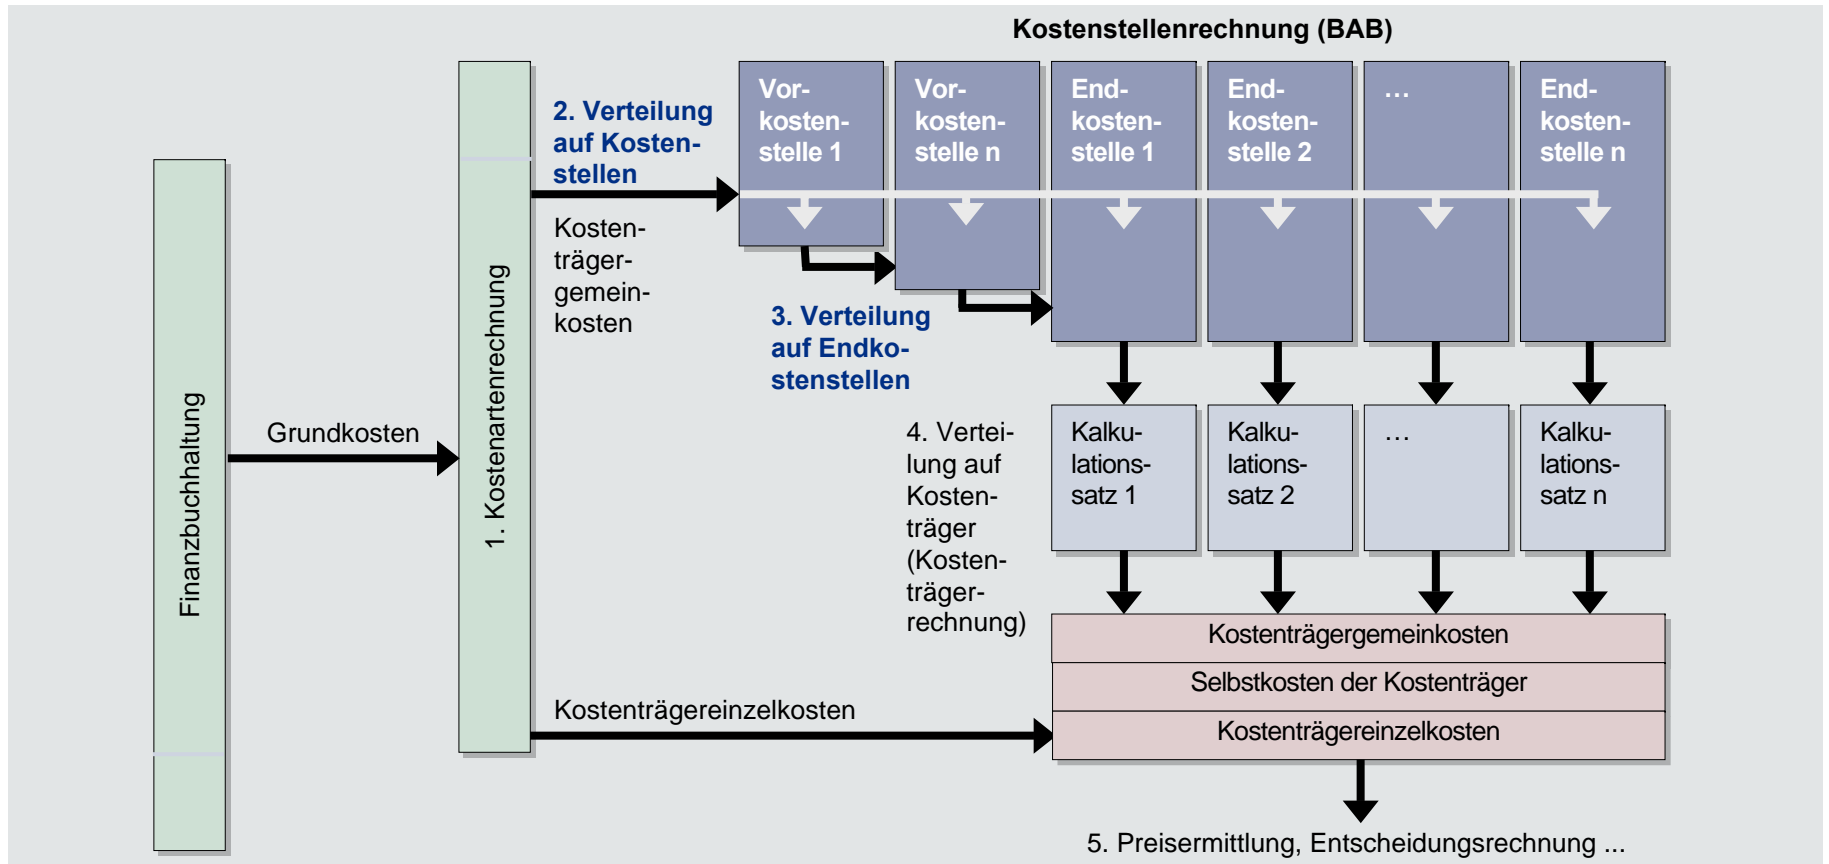 Kostenstellenrechnung (BAB)
Finanzbuchhaltung
Grundkosten
1. Kostenartenrechnung
2. Verteilung
auf Kosten-
stellen
Kosten-
träger-
gemein-
kosten
Vor-
kosten-
stelle 1
Vor-
kosten-
stelle n
End-
kosten-
stelle 1
End-
kosten-
stelle 2
...
End-
kosten-
stelle n
3. Verteilung
auf Endko-
stenstellen
4. Vertei-
lung auf
Kosten-
träger
(Kosten-
träger-
rechnung)
Kalku-
lations-
satz 1
Kalku-
lations-
satz 2
...
Kalku-
lations-
satz n
Kostenträgergemeinkosten
Selbstkosten der Kostenträger
Kostenträgereinzelkosten
Kostenträgereinzelkosten
5. Preisermittlung, Entscheidungsrechnung ...